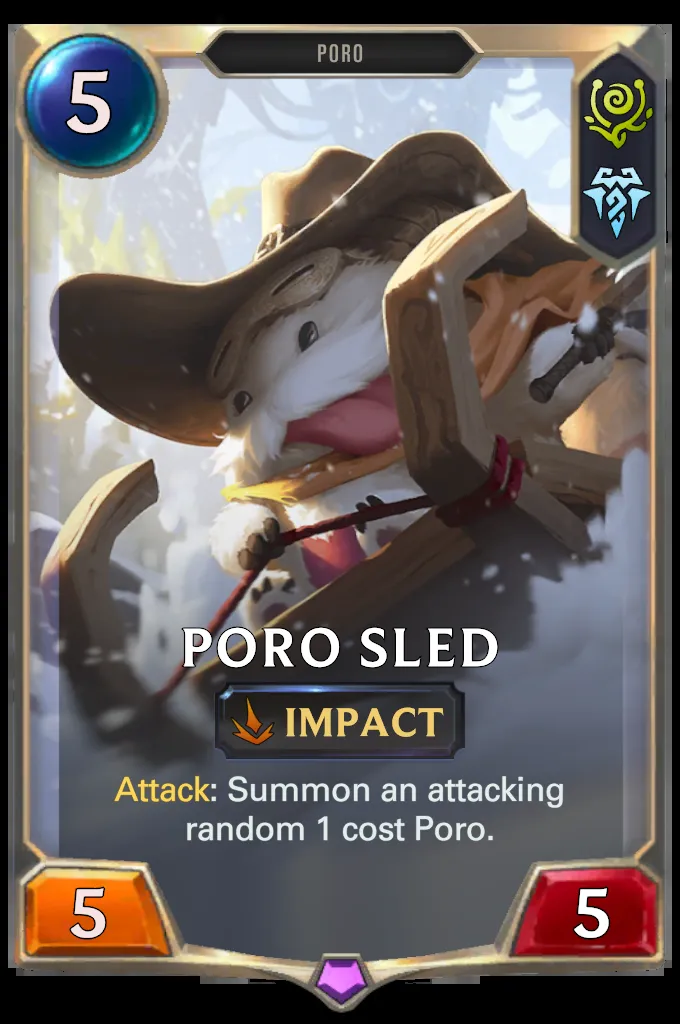 PORO
5
PORO SLED
IMPACT
Attack: Summon an attacking
random 1 cost Poro.
5
5